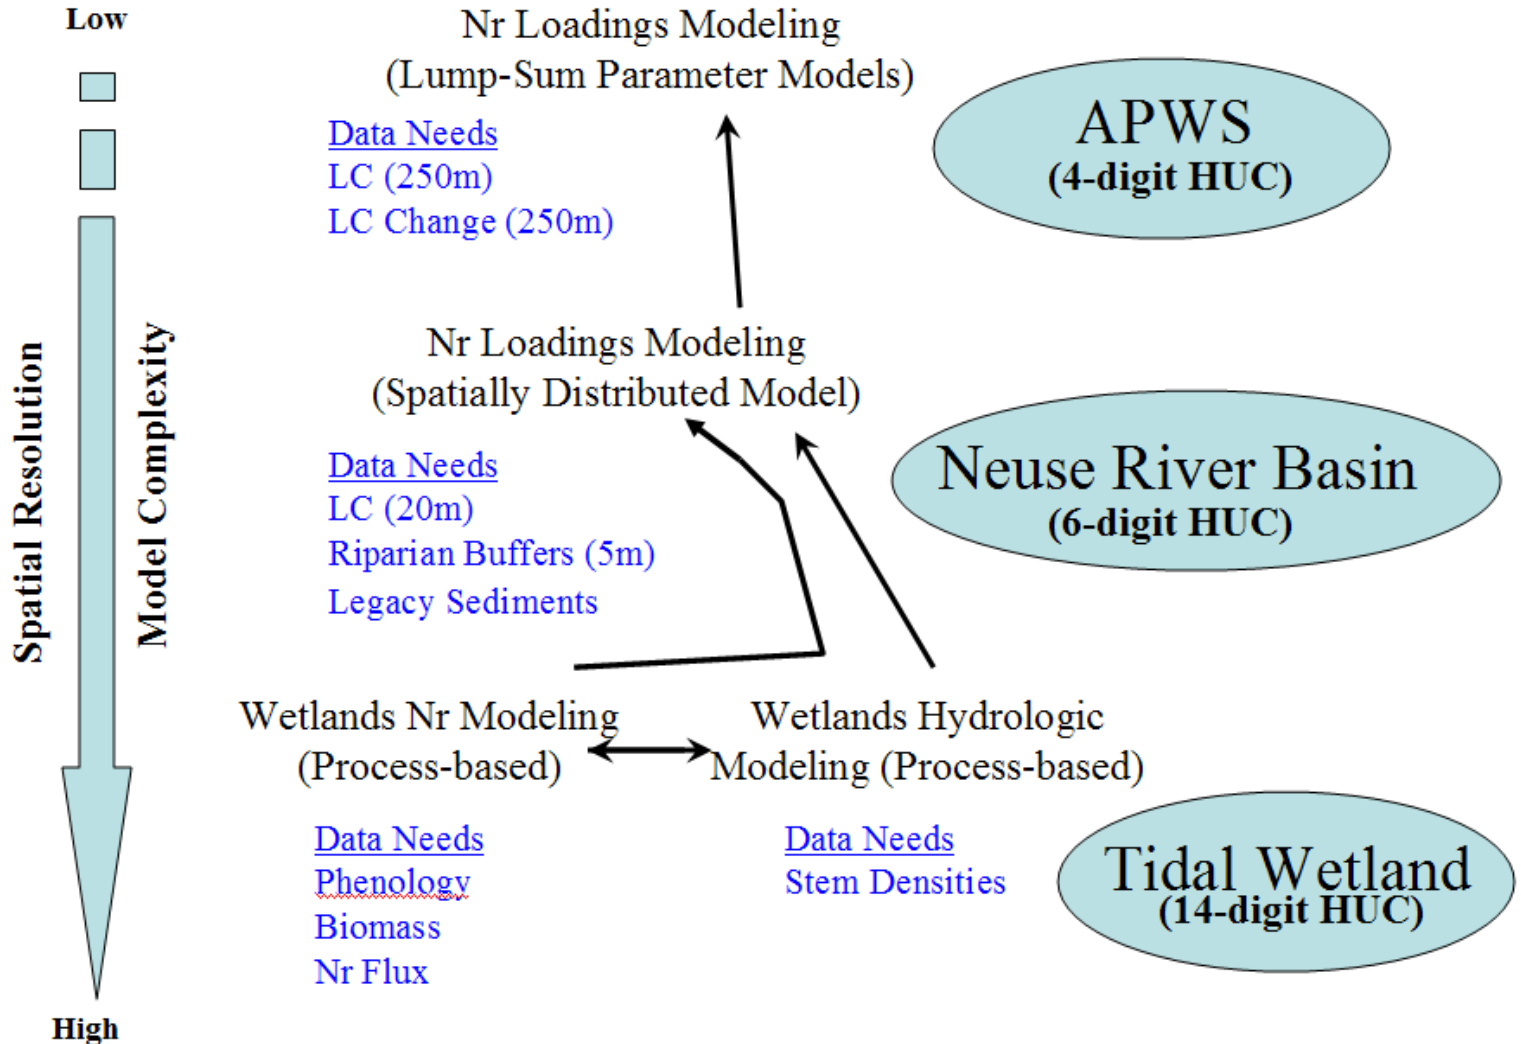 Low
Nr Loadings Modeling
(Lump-Sum Parameter Models)
Data Needs
LC (250m)
LC Change (250m)
APWS
(4-digit HUC)
Spatial Resolution
Model Complexity
Nr Loadings Modeling
(Spatially Distributed Model)
Data Needs
LC (20m)
Riparian Buffers (5m)
Legacy Sediments
Neuse River Basin
(6-digit HUC)
Wetlands Nr Modeling
(Process-based)
Wetlands Hydrologic
Modeling (Process-based)
Data Needs
Phenology
Biomass
Nr Flux
Data Needs
Stem Densities
Tidal Wetland
(14-digit HUC)
High